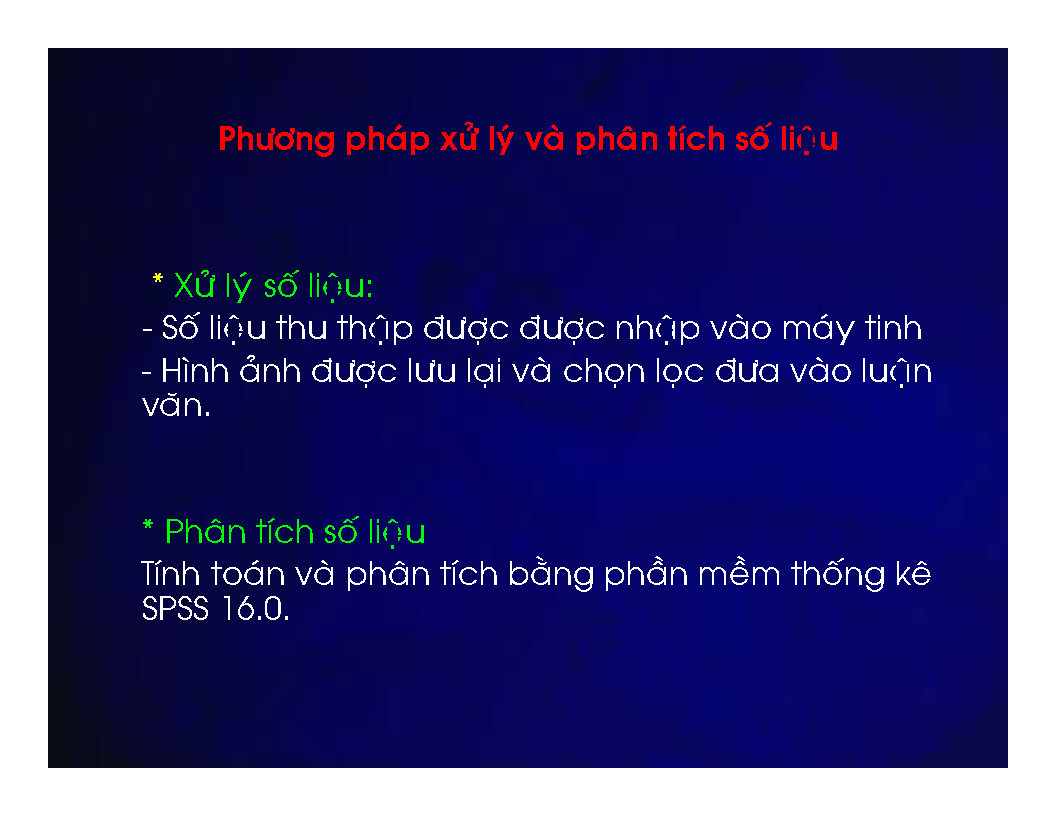 Phương pháp xử lý và phân tích số liệu
* Xử lý số liệu:
- Số liệu thu thập được được nhập vào máy tinh
- Hình ảnh được lưu lại và chọn lọc đưa vào luận
văn.
* Phân tích số liệu
Tính toán và phân tích bằng phần mềm thống kê
SPSS 16.0.